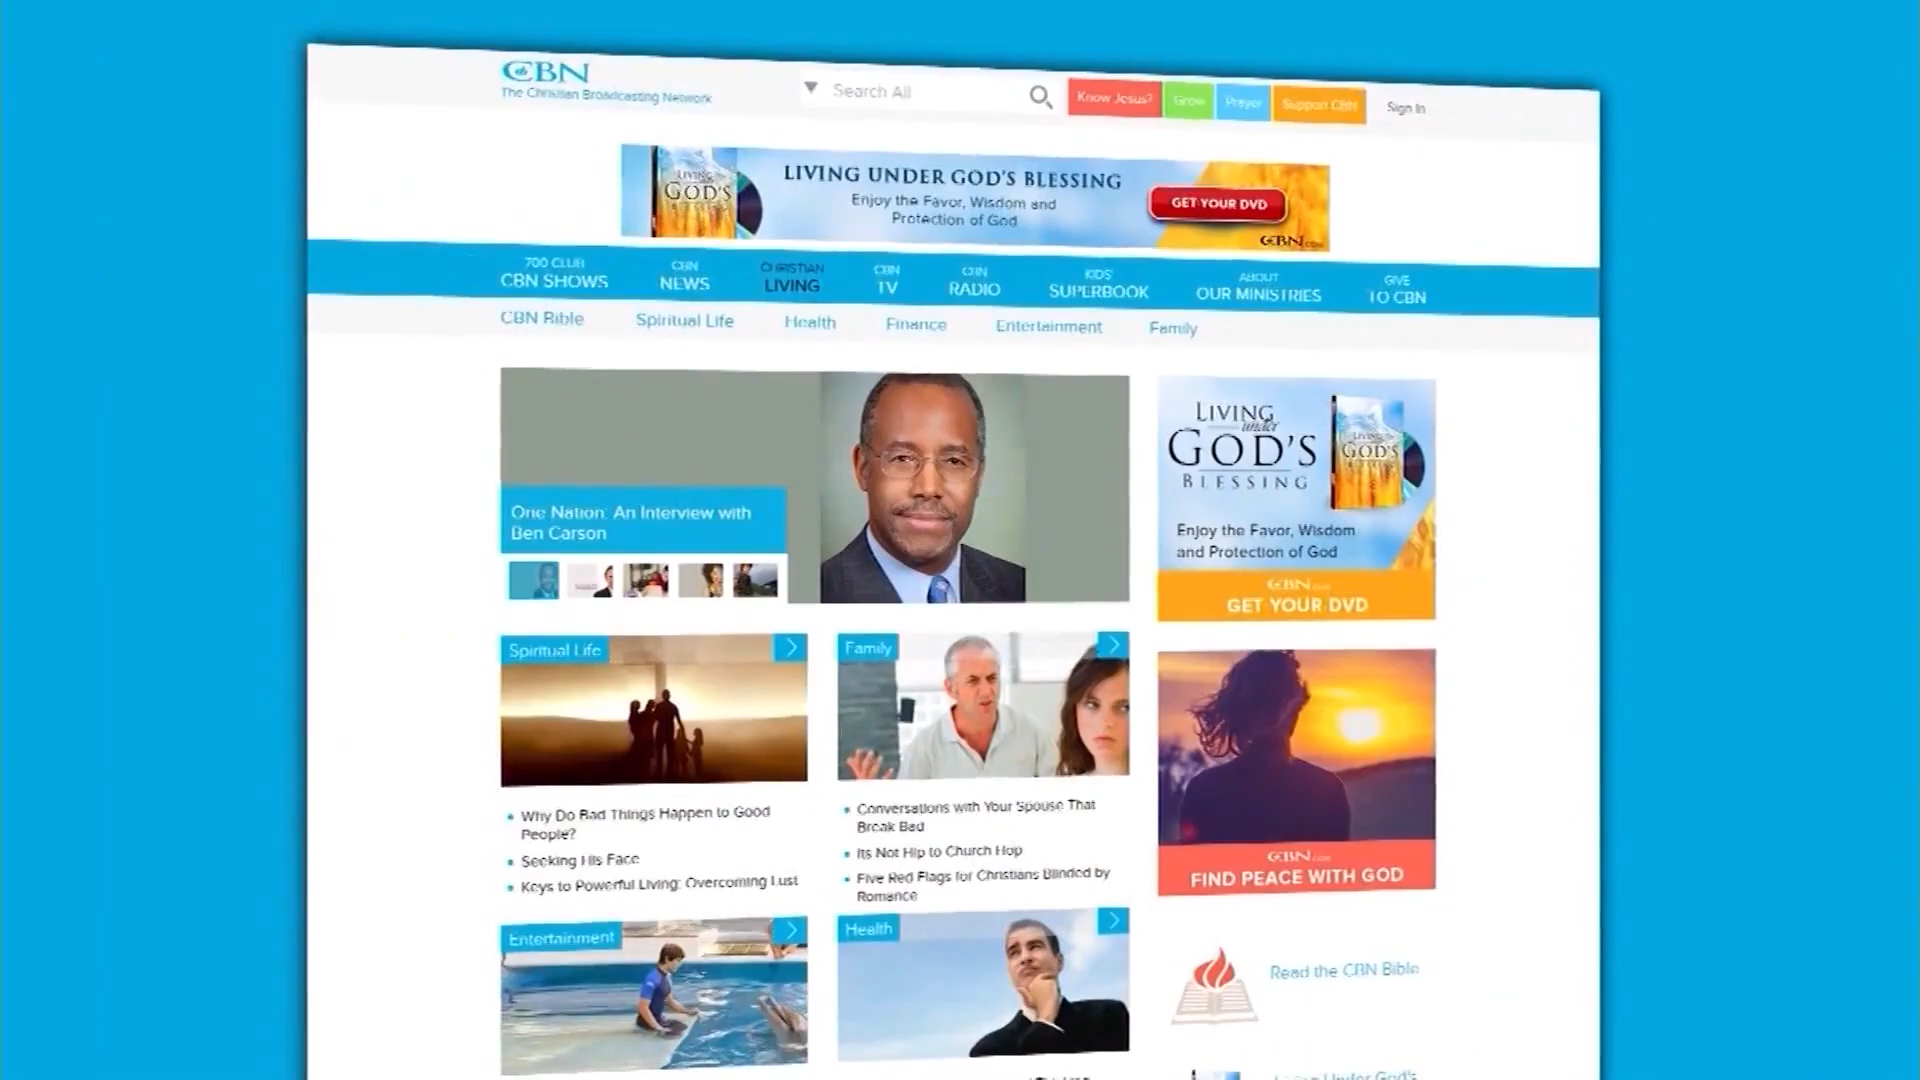 CBN
The Christian Broadcasting Network
Search All
Know Jesus?
Grow
Prayer
Support CBN
Sign In
LIVING
GOD'S
LIVING UNDER GOD'S BLESSING
Enjoy the Favor, Wisdom and
Protection of God
GET YOUR DVD
CBN.COM
700 CLUB
CBN SHOWS
CBN
NEWS
CHRISTIAN
LIVING
CBN
TV
CBN
RADIO
KIDS'
SUPERBOOK
ABOUT
OUR MINISTRIES
GIVE
TO CBN
CBN Bible
Spiritual Life
Health
Finance
Entertainment
Family
One Nation: An Interview with
Ben Carson
LIVING
under
GOD'S
BLESSING
LIVING
GOD'S
Enjoy the Favor, Wisdom
and Protection of God
CBN.com
GET YOUR DVD
Spiritual Life
Family
Why Do Bad Things Happen to Good
People?
Seeking His Face
Keys to Powerful Living: Overcoming Lust
Conversations with Your Spouse That
Break Bad
Its Not Hip to Church Hop
Five Red Flags for Christians Blinded by
Romance
CBN.com
FIND PEACE WITH GOD
Entertainment
Health
Read the CBN Bible
Living Under God's